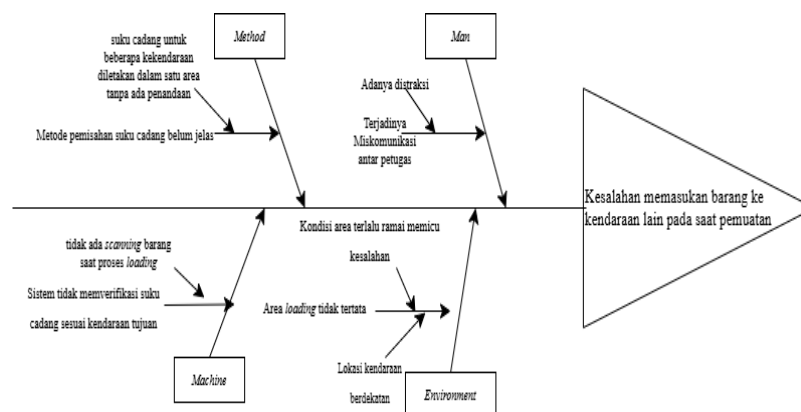 suku cadang untuk
beberapa kekendaraan
diletakan dalam satu area
tanpa ada penandaan
Method
Metode pemisahan suku cadang belum jelas
Man
Adanya distraksi
Terjadinya
Miskomunikasi
antar petugas
Kesalahan memasukan barang ke
kendaraan lain pada saat pemuatan
tidak ada scanning barang
saat proses loading
Sistem tidak memverifikasi suku
cadang sesuai kendaraan tujuan
Machine
Kondisi area terlalu ramai memicu
kesalahan
Area loading tidak tertata
Lokasi kendaraan
berdekatan
Environment